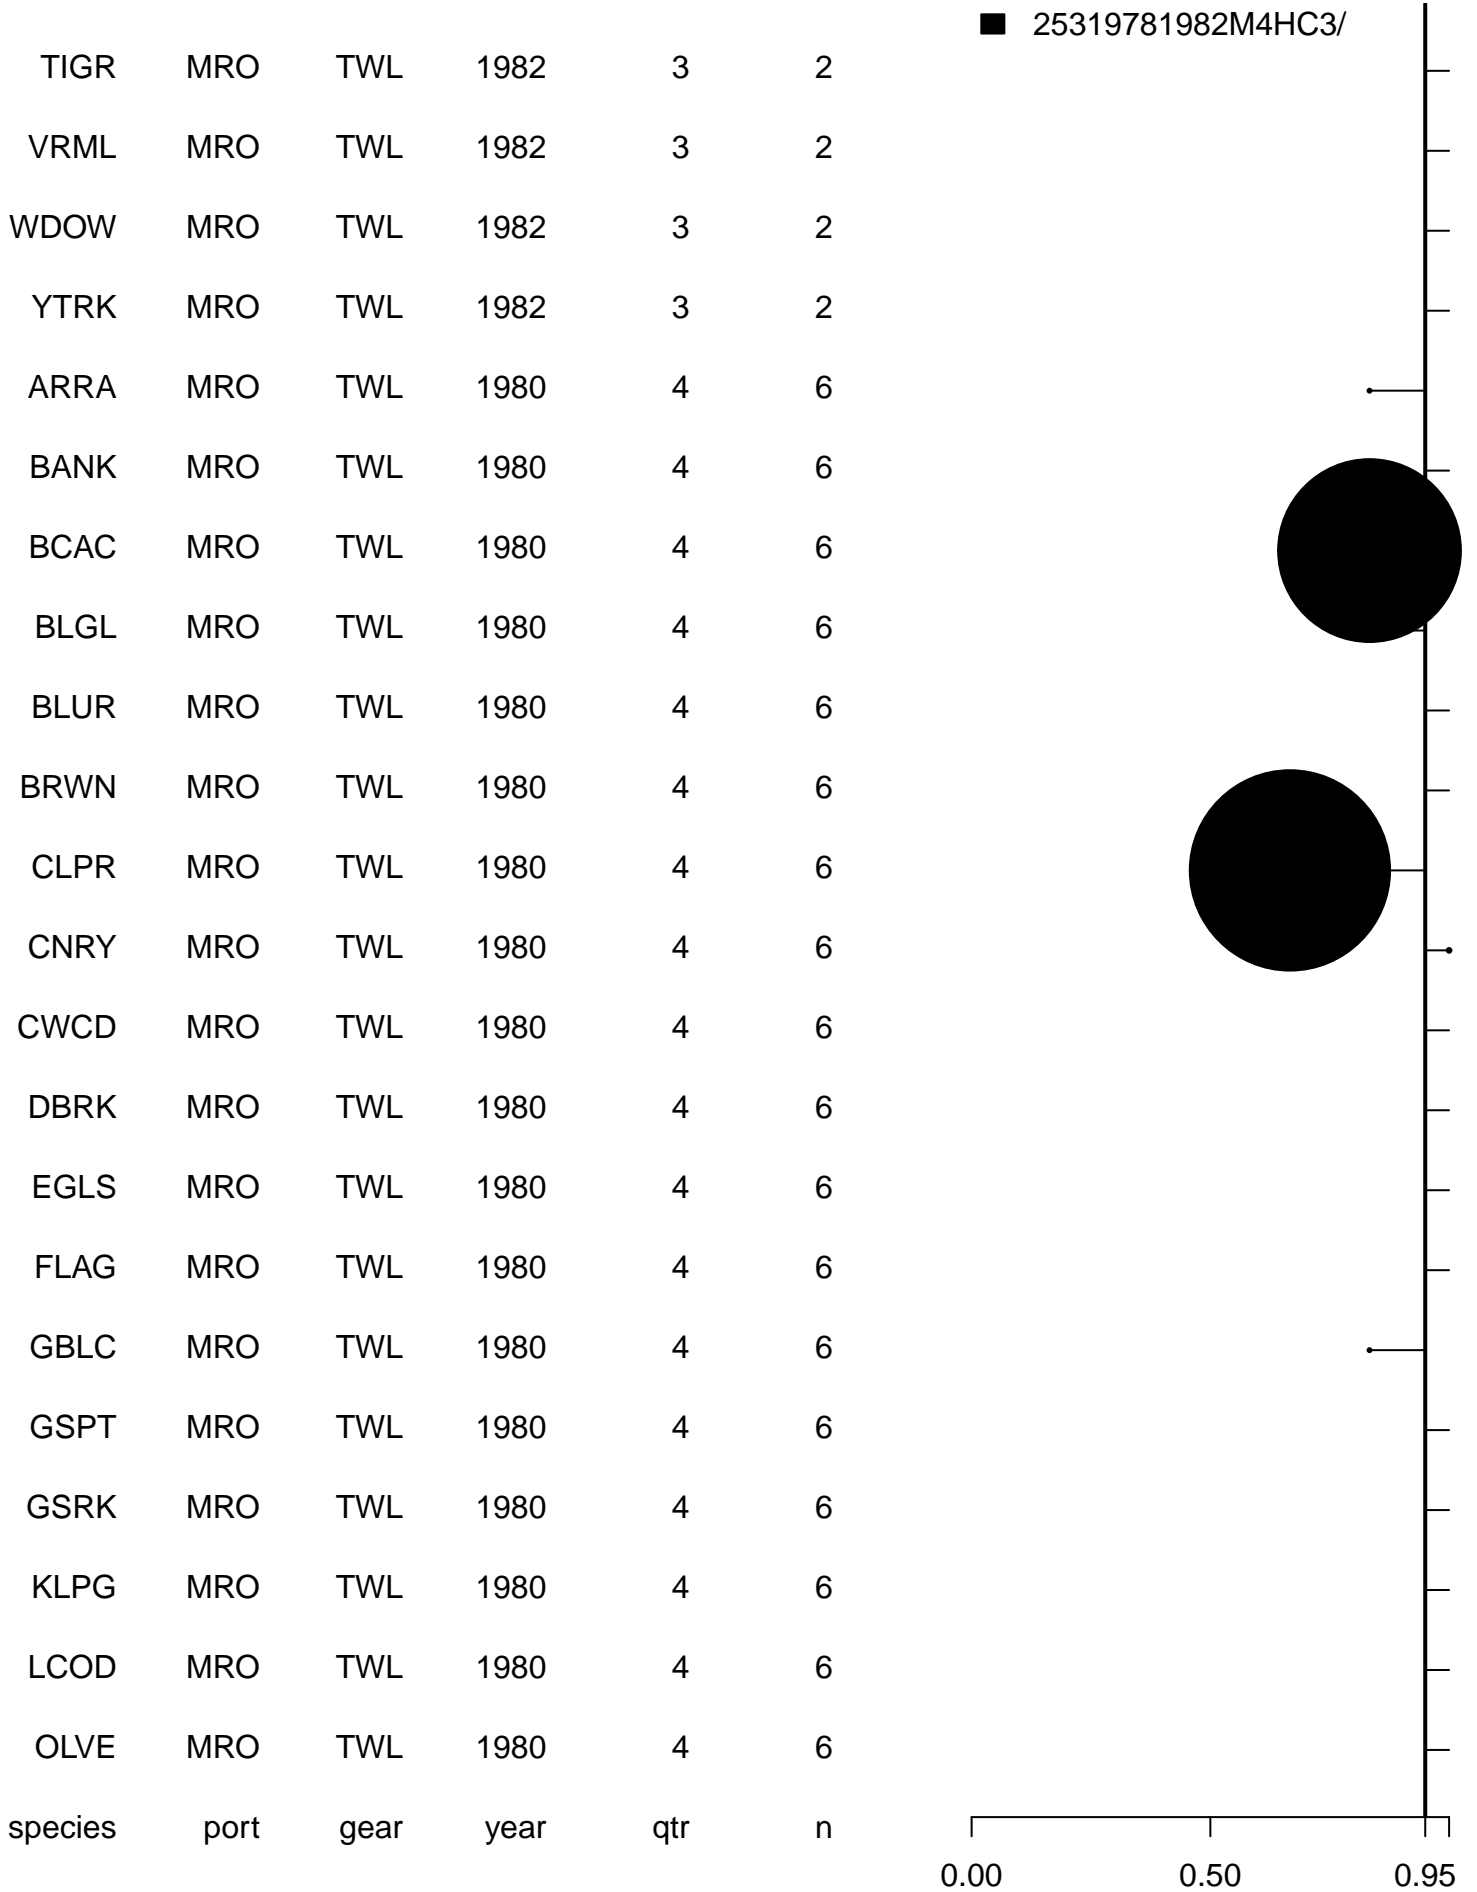 25319781982M4HC3/
TIGR MRO TWL 1982 3 2
VRML MRO TWL 1982 3 2
WDOW MRO TWL 1982 3 2
YTRK MRO TWL 1982 3 2
ARRA MRO TWL 1980 4 6
BANK MRO TWL 1980 4 6
BCAC MRO TWL 1980 4 6
BLGL MRO TWL 1980 4 6
BLUR MRO TWL 1980 4 6
BRWN MRO TWL 1980 4 6
CLPR MRO TWL 1980 4 6
CNRY MRO TWL 1980 4 6
CWCD MRO TWL 1980 4 6
DBRK MRO TWL 1980 4 6
EGLS MRO TWL 1980 4 6
FLAG MRO TWL 1980 4 6
GBLC MRO TWL 1980 4 6
GSPT MRO TWL 1980 4 6
GSRK MRO TWL 1980 4 6
KLPG MRO TWL 1980 4 6
LCOD MRO TWL 1980 4 6
OLVE MRO TWL 1980 4 6
species port gear year qtr n
0.00 0.50 0.95